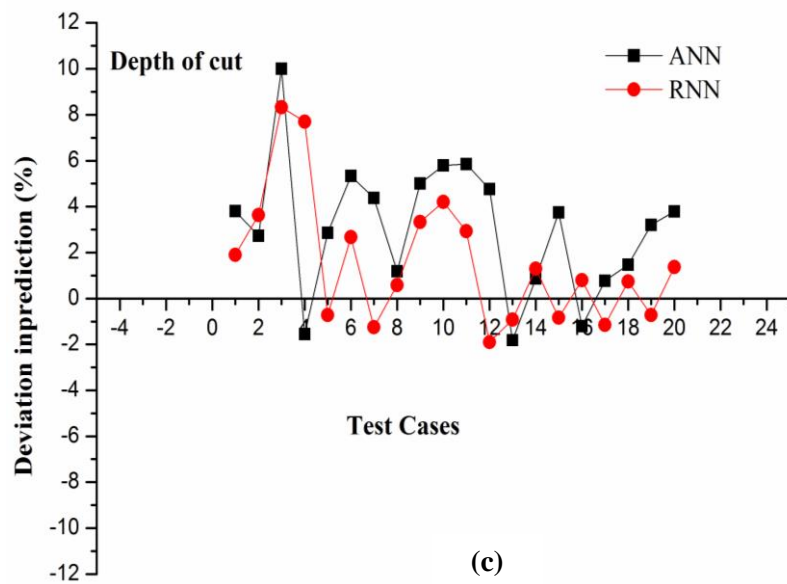 12
10
8
6
4
2
0
-2
-4
-6
-8
-10
-12
Deviation inprediction (%)
Depth of cut
ANN
RNN
-4 -2 0 2 4 6 8 10 12 14 16 18 20 22 24
Test Cases
(c)